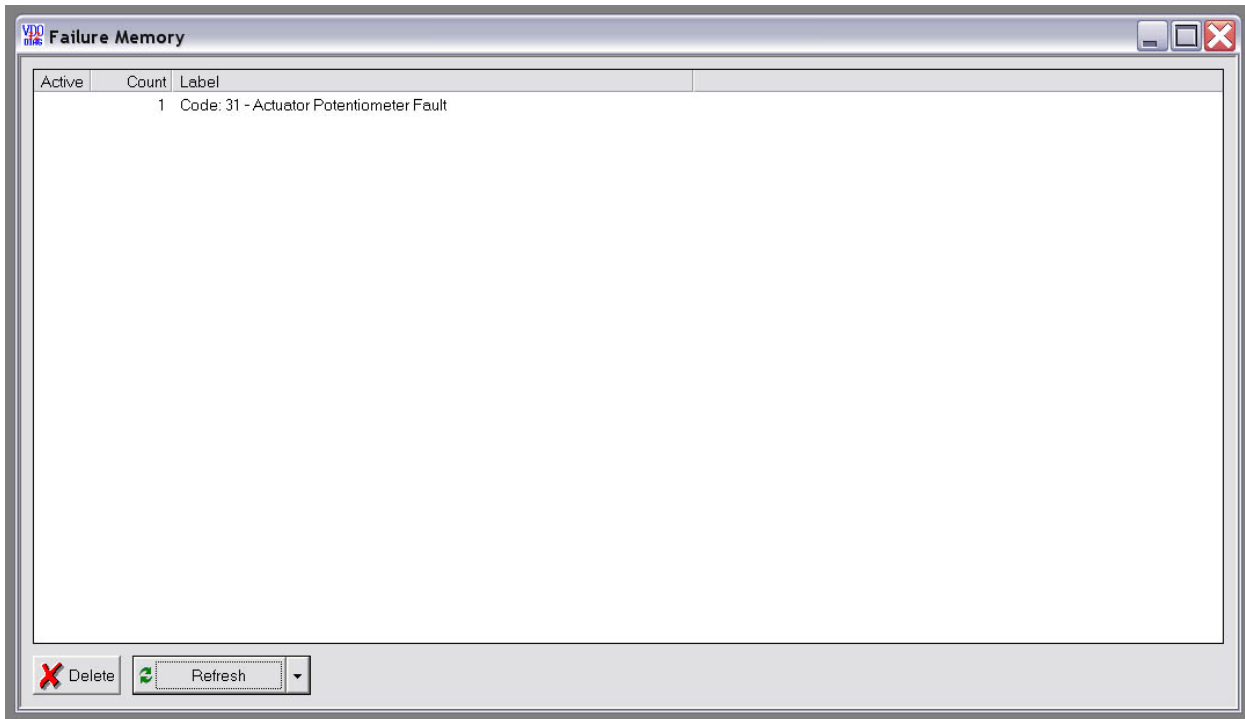 VDO
DIAG
Failure Memory
Active Count Label
1 Code: 31 - Actuator Potentiometer Fault
Delete Refresh